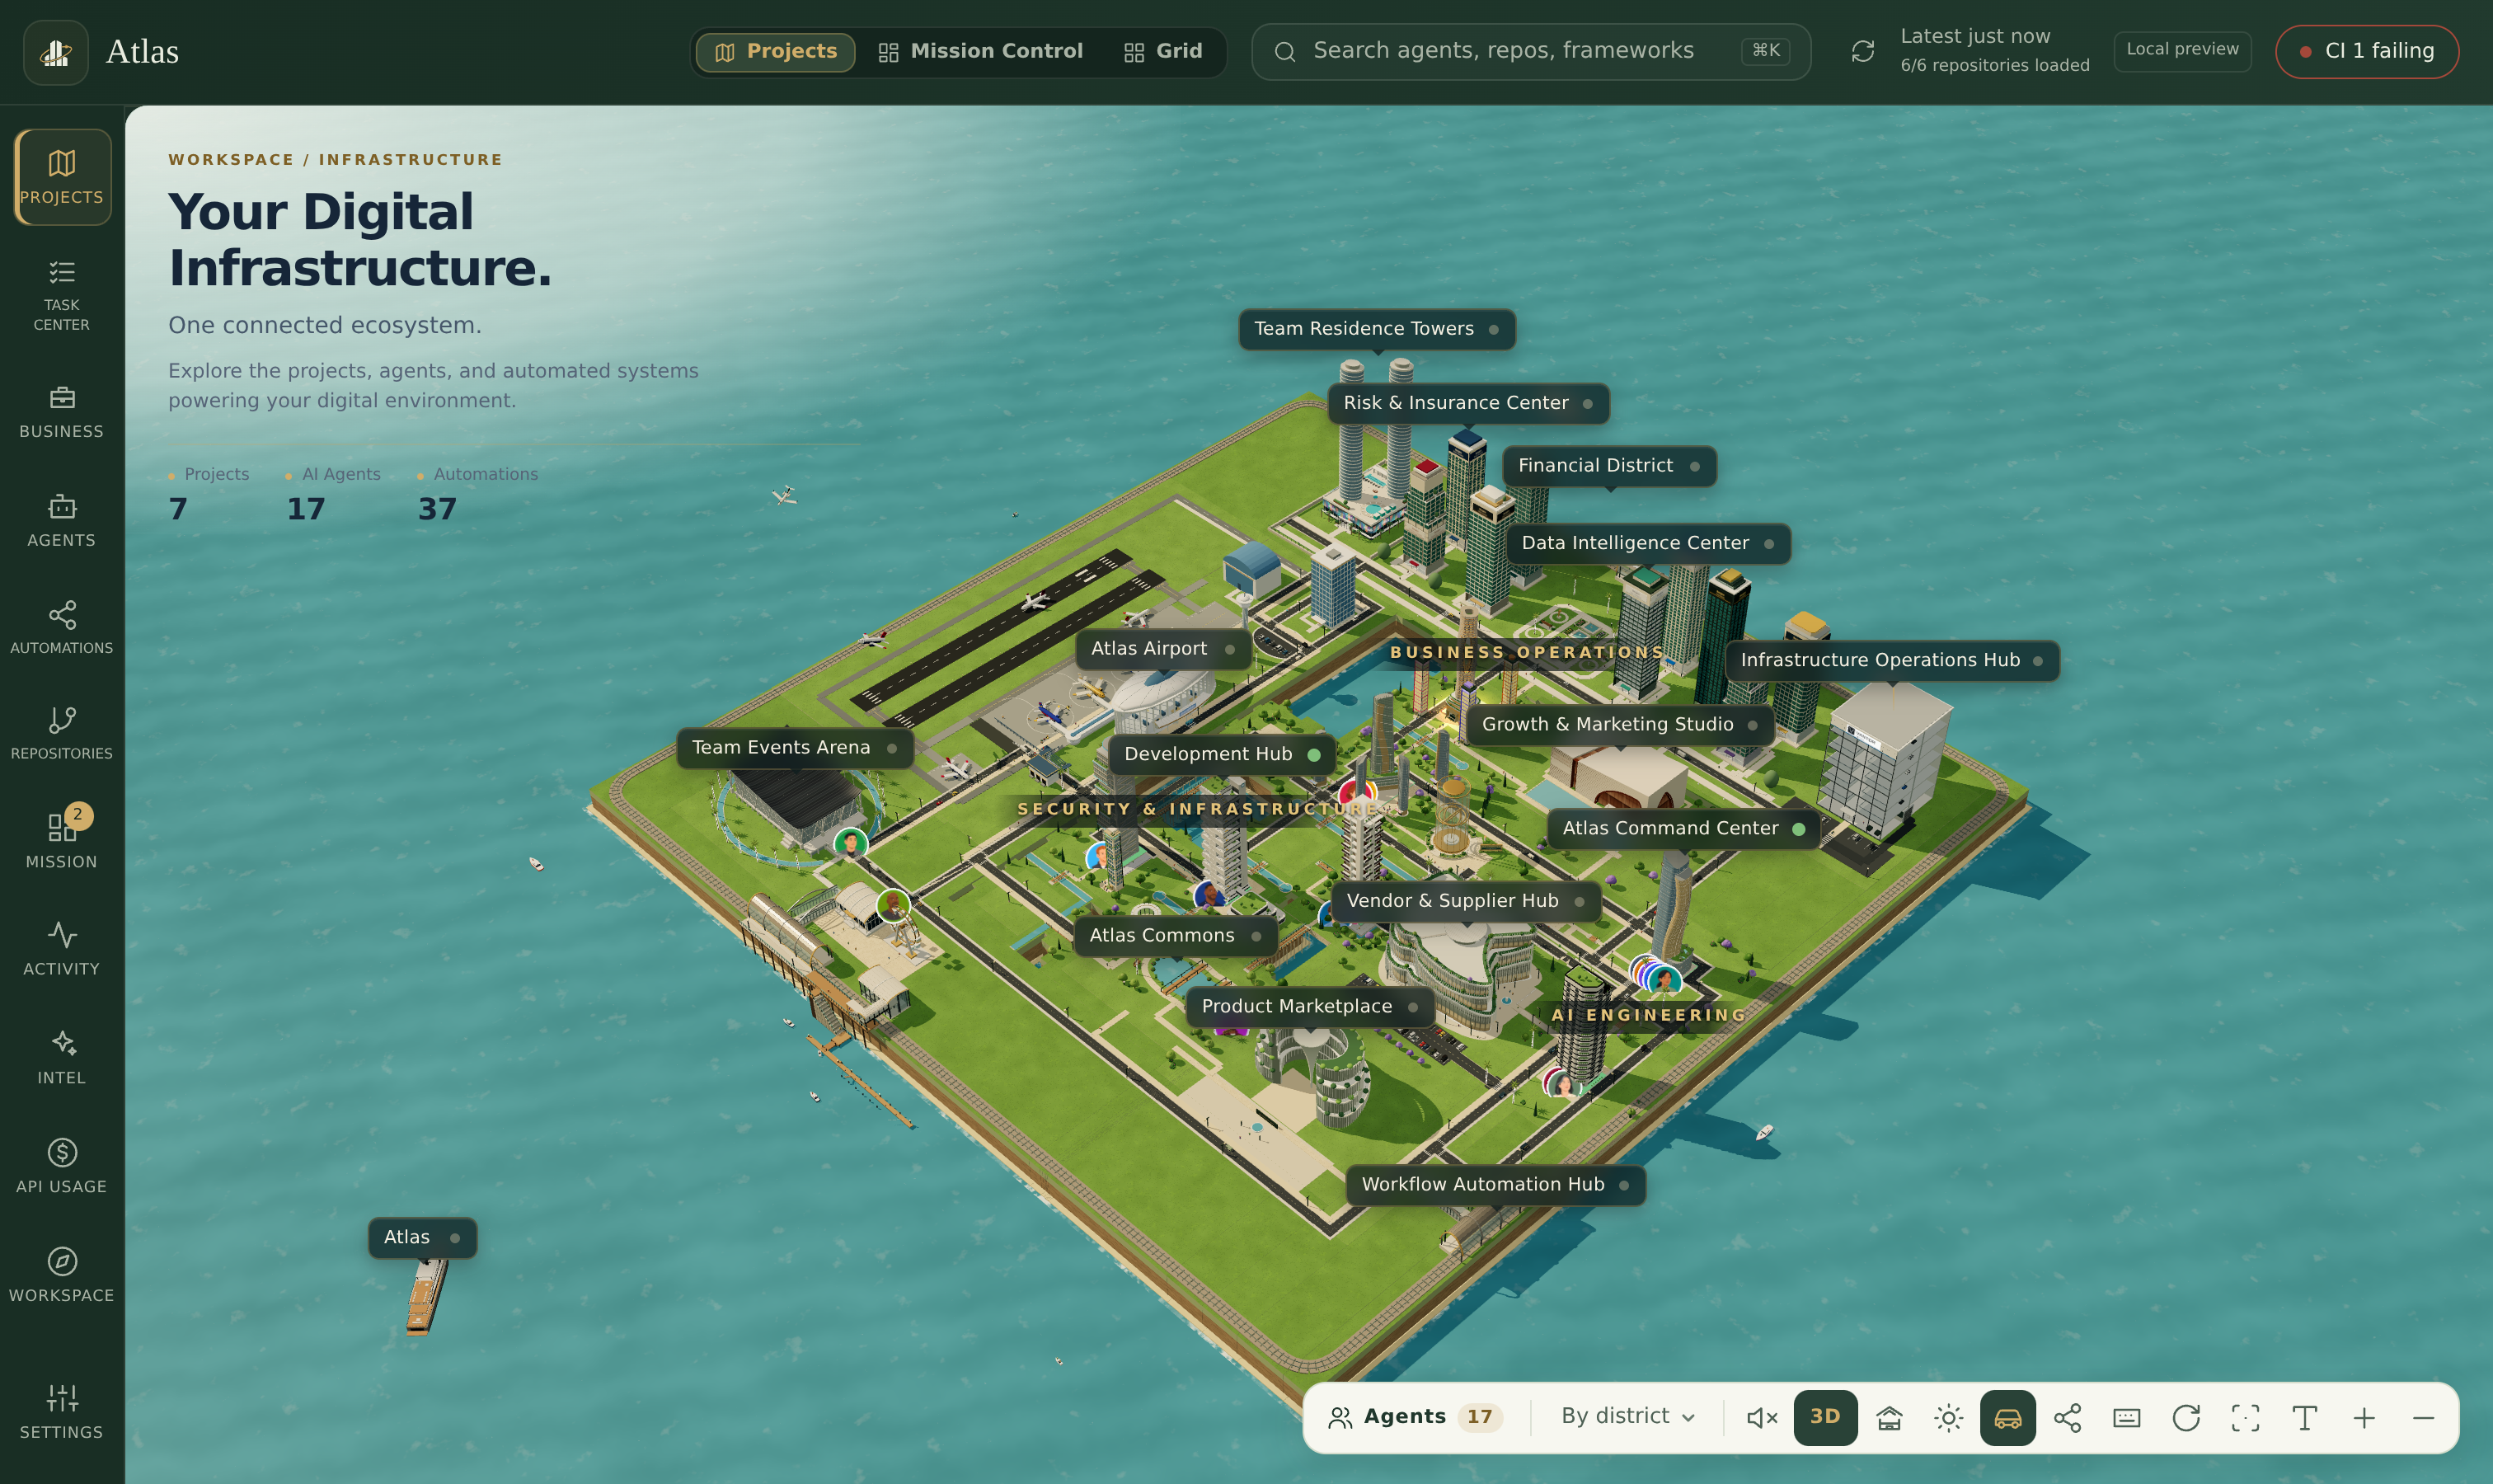 Atlas
Projects
Mission Control
Grid
Search agents, repos, frameworks
⌘K
Latest just now
6/6 repositories loaded
Local preview
CI 1 failing
PROJECTS
TASK
CENTER
BUSINESS
AGENTS
AUTOMATIONS
REPOSITORIES
2
MISSION
ACTIVITY
INTEL
API USAGE
WORKSPACE
SETTINGS
WORKSPACE / INFRASTRUCTURE
Your Digital
Infrastructure.
One connected ecosystem.
Explore the projects, agents, and automated systems
powering your digital environment.
Projects
7
AI Agents
17
Automations
37
Team Residence Towers
Risk & Insurance Center
Financial District
Data Intelligence Center
Atlas Airport
BUSINESS OPERATIONS
Infrastructure Operations Hub
Growth & Marketing Studio
Team Events Arena
Development Hub
SECURITY & INFRASTRUCTURE
Atlas Command Center
Vendor & Supplier Hub
Atlas Commons
Product Marketplace
AI ENGINEERING
Workflow Automation Hub
Atlas
Agents 17
By district
3D